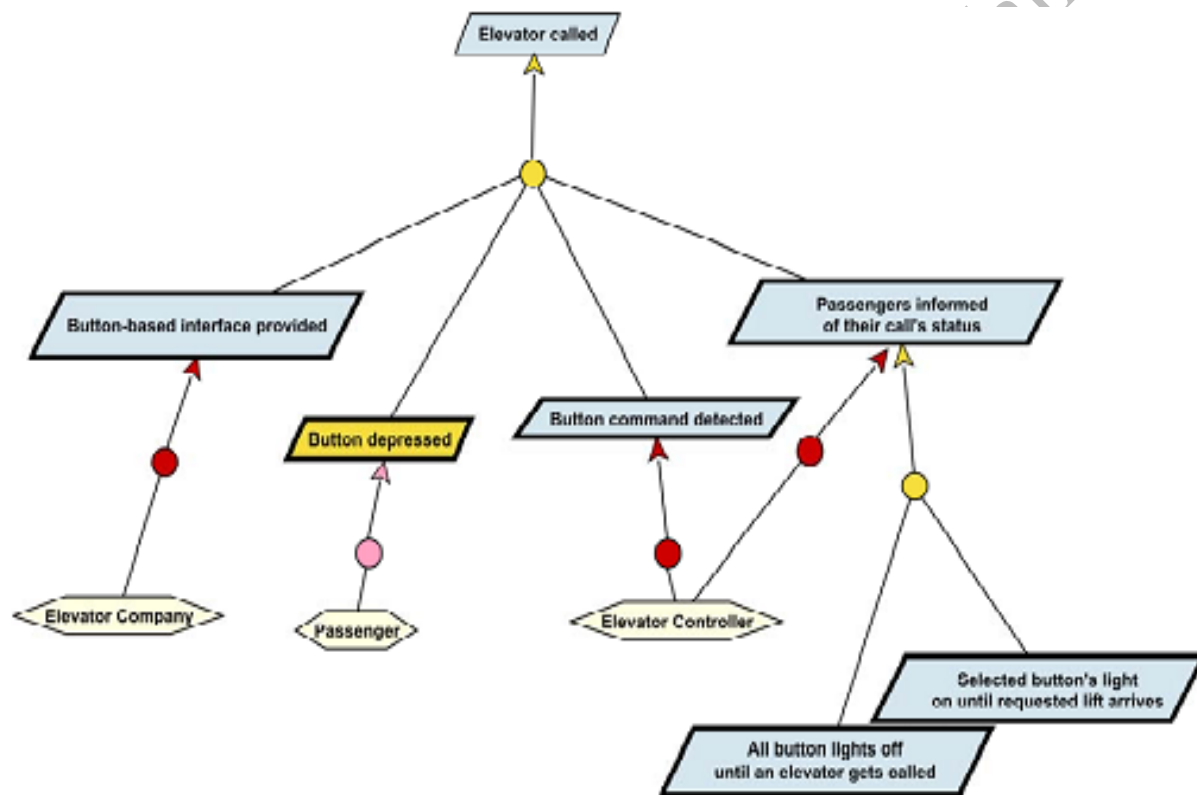 Elevator called
Button-based interface provided
Passengers informed
of their call's status
Button depressed
Button command detected
Elevator Company
Passenger
Elevator Controller
Selected button's light
on until requested lift arrives
All button lights off
until an elevator gets called